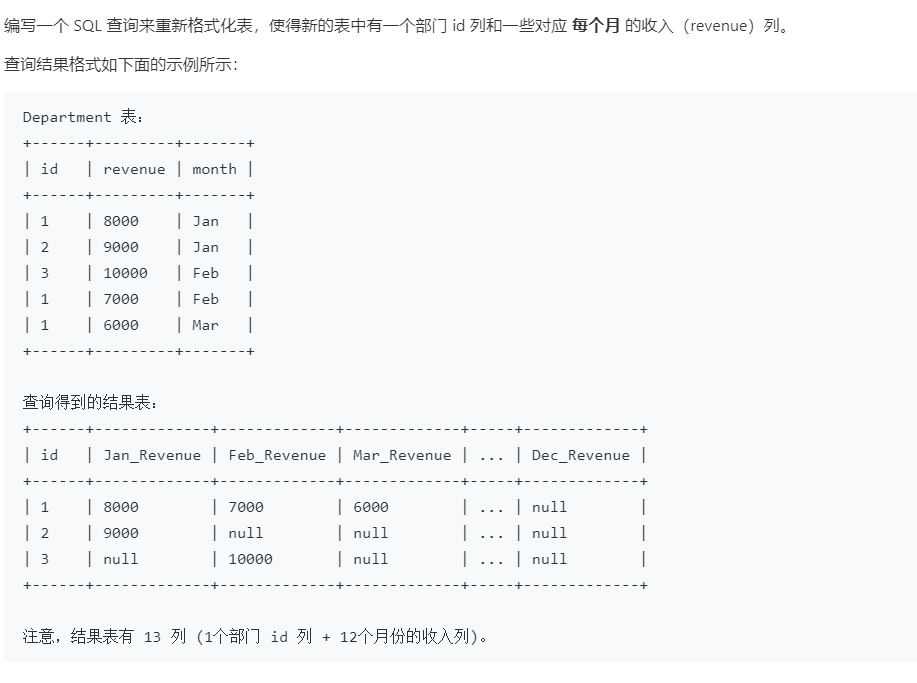 编写一个 SQL 查询来重新格式化表，使得新的表中有一个部门 id 列和一些对应 每个月 的收入（revenue）列。
查询结果格式如下面的示例所示：
Department 表：
+------+---------+-------+
| id   | revenue | month |
+------+---------+-------+
| 1    | 8000    | Jan   |
| 2    | 9000    | Jan   |
| 3    | 10000   | Feb   |
| 1    | 7000    | Feb   |
| 1    | 6000    | Mar   |
+------+---------+-------+
查询得到的结果表：
+------+-------------+-------------+-------------+-----+-------------+
| id   | Jan_Revenue | Feb_Revenue | Mar_Revenue | ... | Dec_Revenue |
+------+-------------+-------------+-------------+-----+-------------+
| 1    | 8000        | 7000        | 6000        | ... | null        |
| 2    | 9000        | null        | null        | ... | null        |
| 3    | null        | 10000       | null        | ... | null        |
+------+-------------+-------------+-------------+-----+-------------+
注意，结果表有 13 列 (1个部门 id 列 + 12个月份的收入列)。